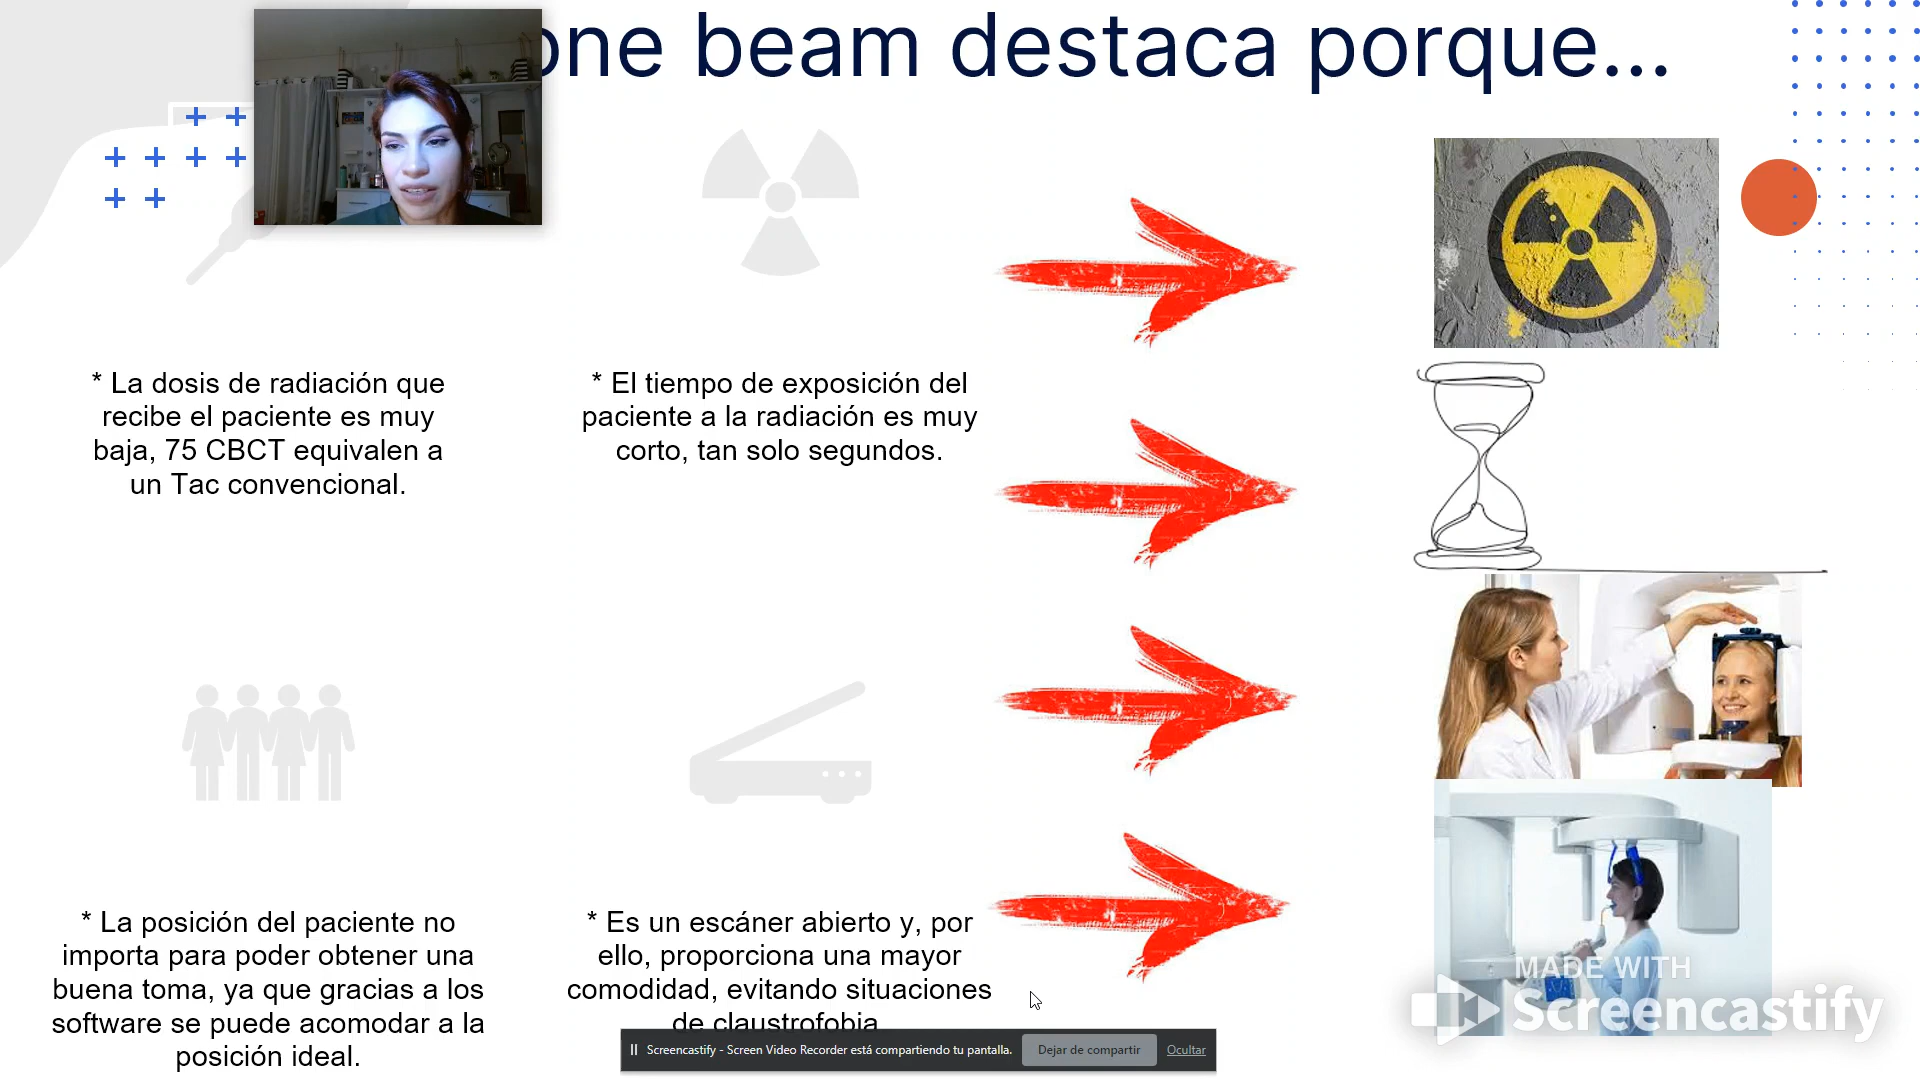 one beam destaca porque...
* La dosis de radiación que
recibe el paciente es muy
baja, 75 CBCT equivalen a
un Tac convencional.
* El tiempo de exposición del
paciente a la radiación es muy
corto, tan solo segundos.
* La posición del paciente no
importa para poder obtener una
buena toma, ya que gracias a los
software se puede acomodar a la
posición ideal.
* Es un escáner abierto y, por
ello, proporciona una mayor
comodidad, evitando situaciones
de claustrofobia
Screencastify - Screen Video Recorder está compartiendo tu pantalla.
Dejar de compartir
Ocultar
MADE WITH
Screencastify